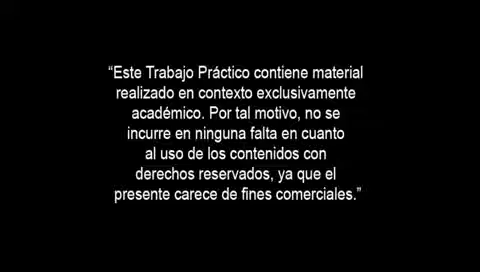 “Este Trabajo Práctico contiene material
realizado en contexto exclusivamente
académico. Por tal motivo, no se
incurre en ninguna falta en cuanto
al uso de los contenidos con
derechos reservados, ya que el
presente carece de fines comerciales.”